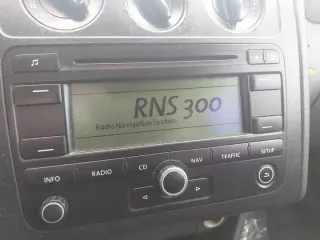 RNS 300
Radio Navigation System
INFO
RADIO
CD
NAV
TRAFFIC
SETUP